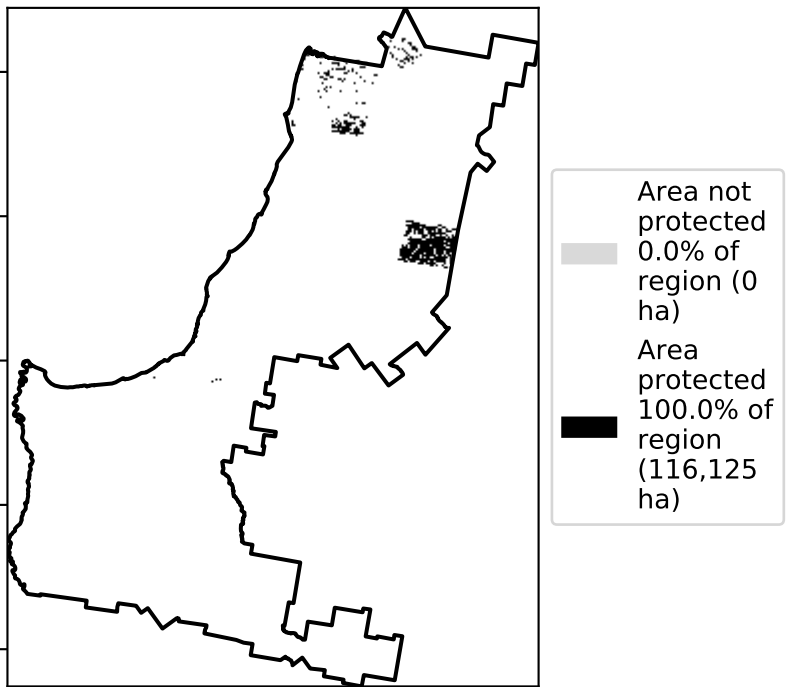 Area not
protected
0.0% of
region (0
ha)
Area
protected
100.0% of
region
(116,125
ha)